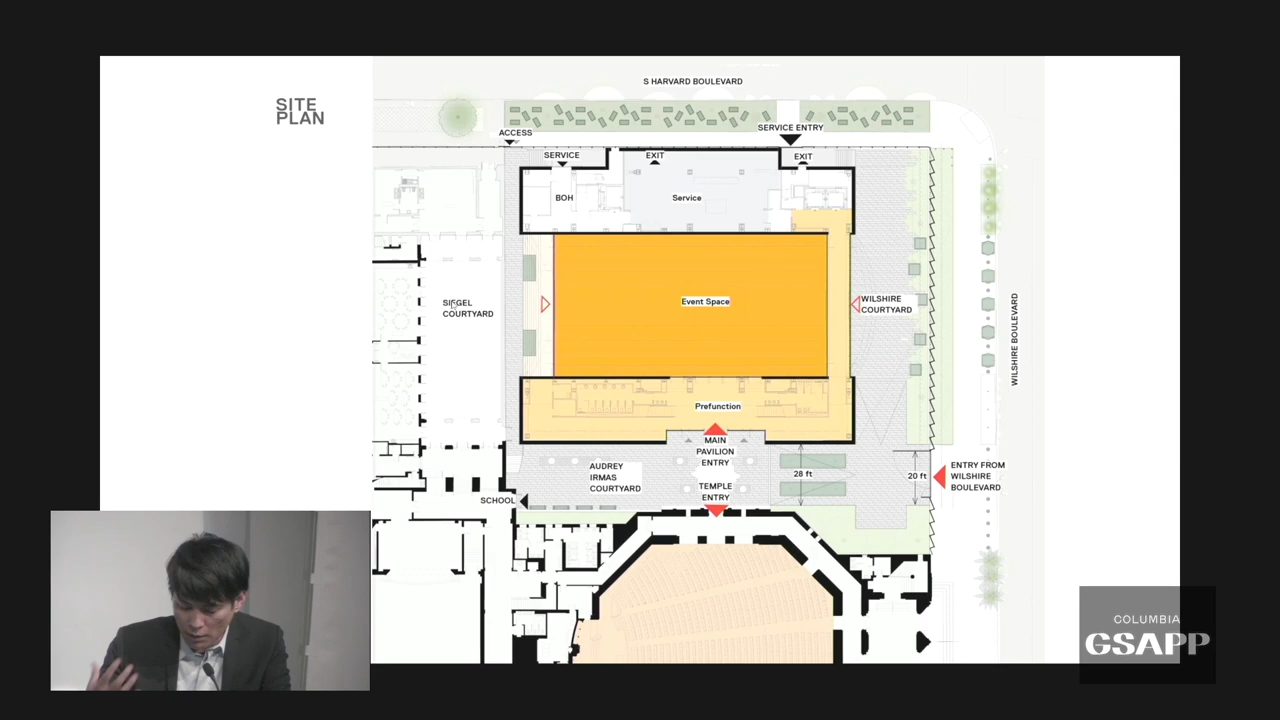 SITE
PLAN
S HARVARD BOULEVARD
ACCESS
SERVICE ENTRY
SERVICE
EXIT
EXIT
BOH
Service
Event Space
SIEGEL
COURTYARD
WILSHIRE
COURTYARD
WILSHIRE BOULEVARD
Prefunction
MAIN
PAVILION
ENTRY
AUDREY
IRMAS
COURTYARD
TEMPLE
ENTRY
28 ft
20 ft
ENTRY FROM
WILSHIRE
BOULEVARD
SCHOOL
COLUMBIA
GSAPP